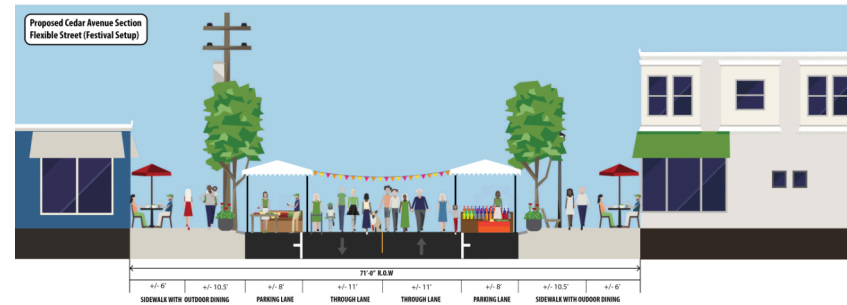 Proposed Cedar Avenue Section
Flexible Street (Festival Setup)
71'-0" R.O.W
+/- 6' +/- 10.5' +/- 8' +/- 11' +/- 11' +/- 8' +/- 10.5' +/- 6'
SIDEWALK WITH OUTDOOR DINING PARKING LANE THROUGH LANE THROUGH LANE PARKING LANE SIDEWALK WITH OUDOOR DINING